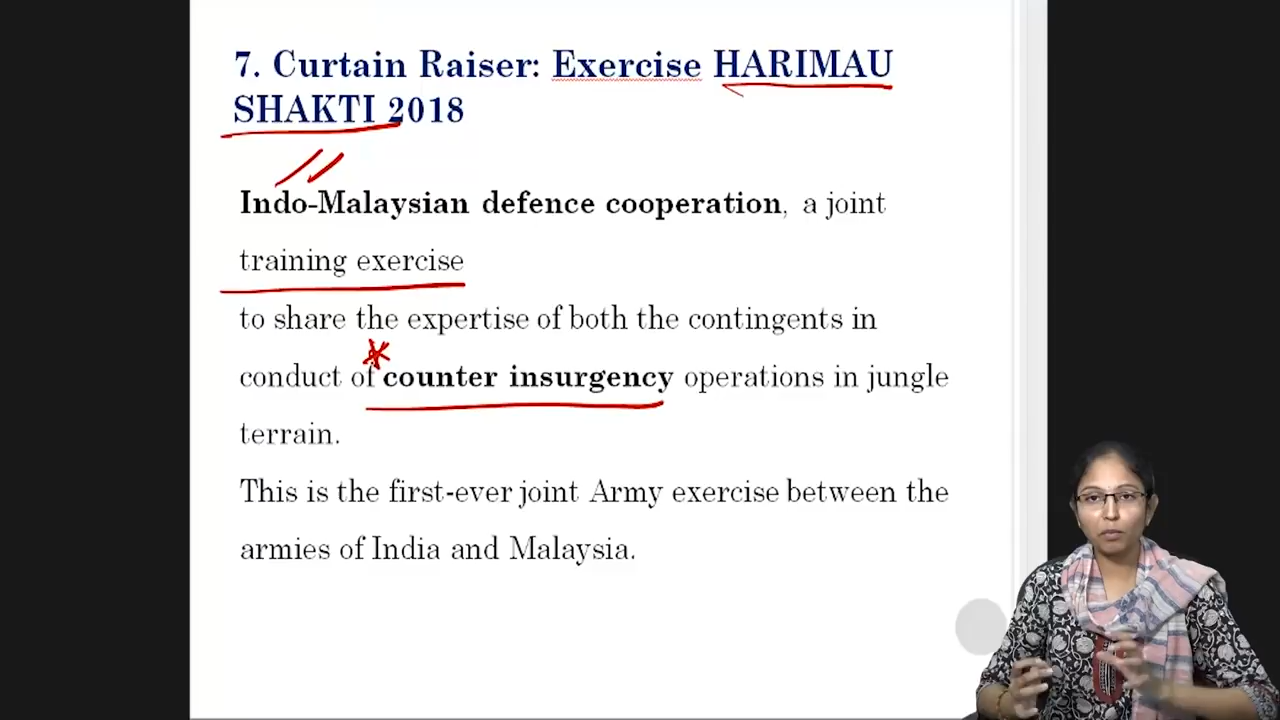 7. Curtain Raiser: Exercise HARIMAU
SHAKTI 2018
Indo-Malaysian defence cooperation, a joint
training exercise
to share the expertise of both the contingents in
conduct of counter insurgency operations in jungle
terrain.
This is the first-ever joint Army exercise between the
armies of India and Malaysia.